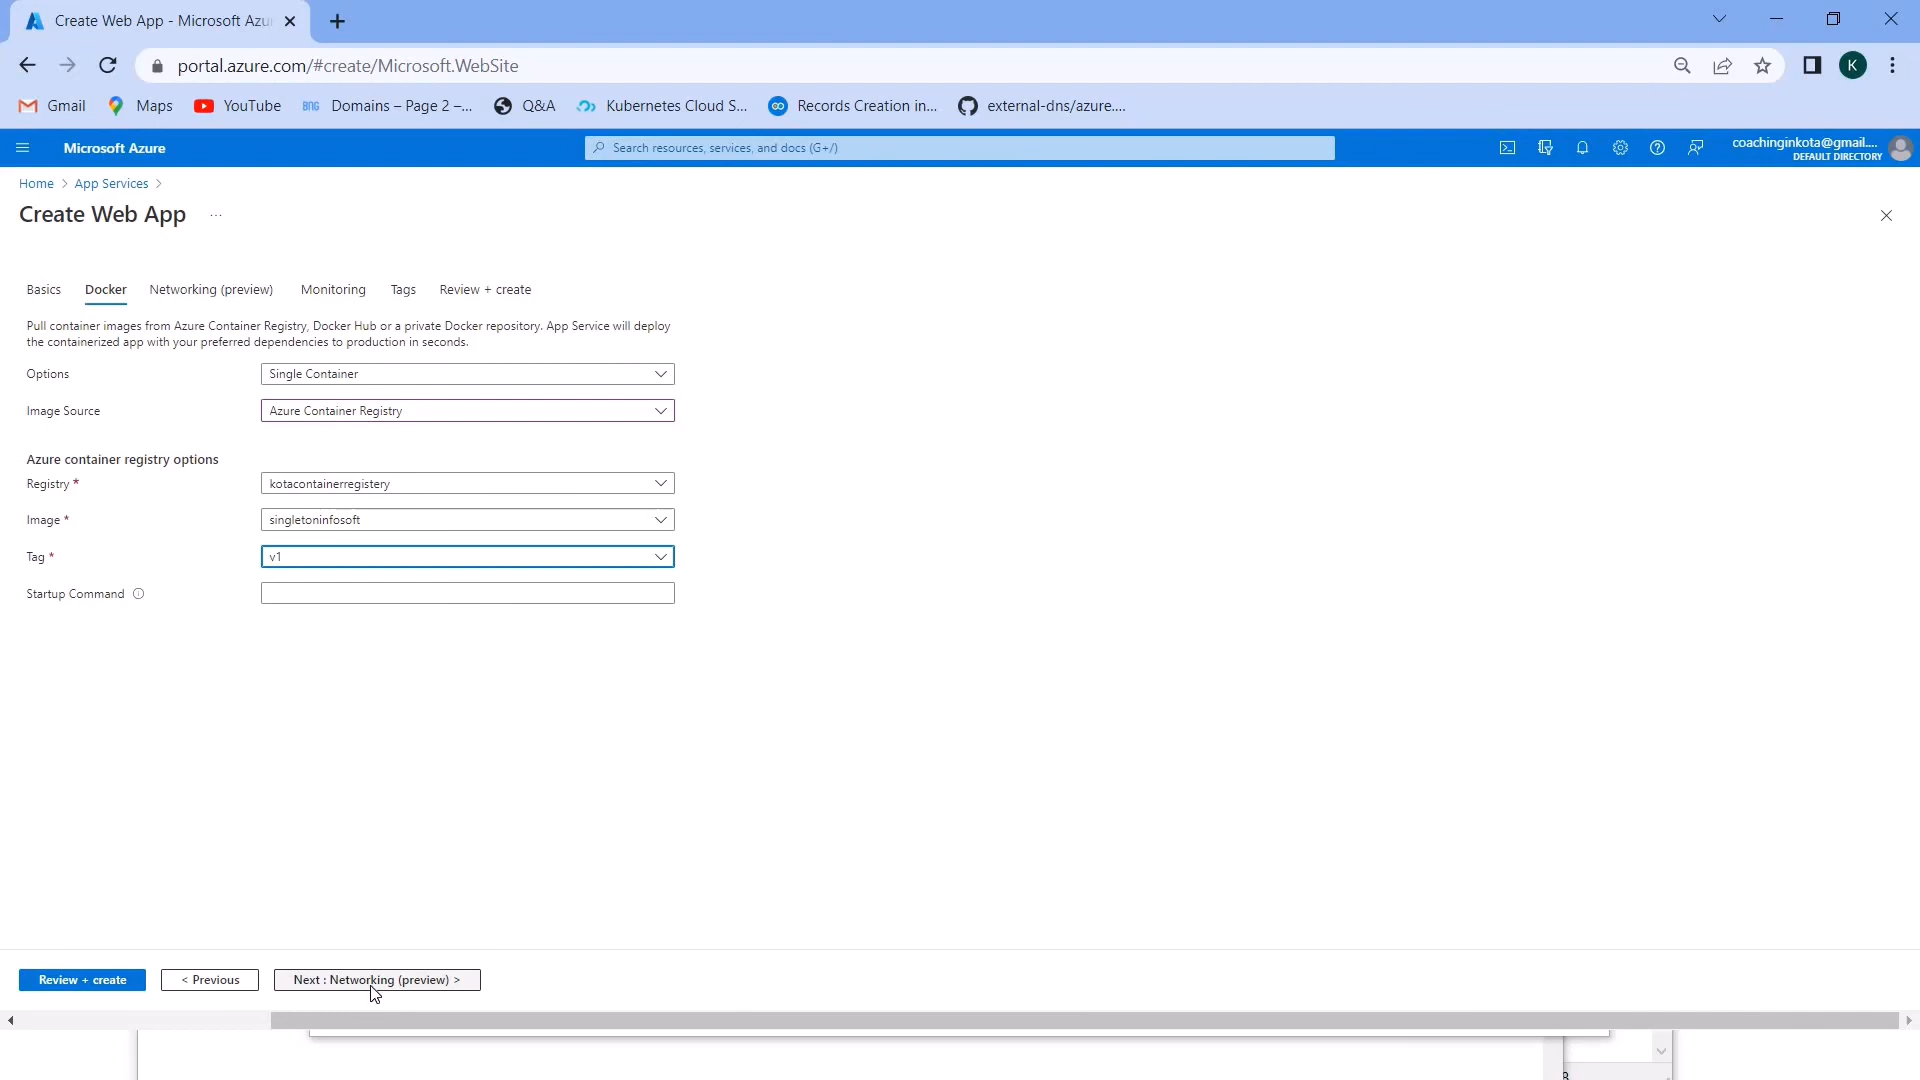 Create Web App - Microsoft Azu
portal.azure.com/#create/Microsoft.WebSite
K
Gmail
Maps
YouTube
BNG Domains – Page 2 –...
Q&A
Kubernetes Cloud S...
Records Creation in...
external-dns/azure....
Microsoft Azure
Search resources, services, and docs (G+/)
coachinginkota@gmail....
DEFAULT DIRECTORY
Home > App Services >
Create Web App ...
Basics Docker Networking (preview) Monitoring Tags Review + create
Pull container images from Azure Container Registry, Docker Hub or a private Docker repository. App Service will deploy
the containerized app with your preferred dependencies to production in seconds.
Options Single Container
Image Source Azure Container Registry
Azure container registry options
Registry * kotacontainerregistery
Image * singletoninfosoft
Tag * v1
Startup Command
Review + create < Previous Next : Networking (preview) >